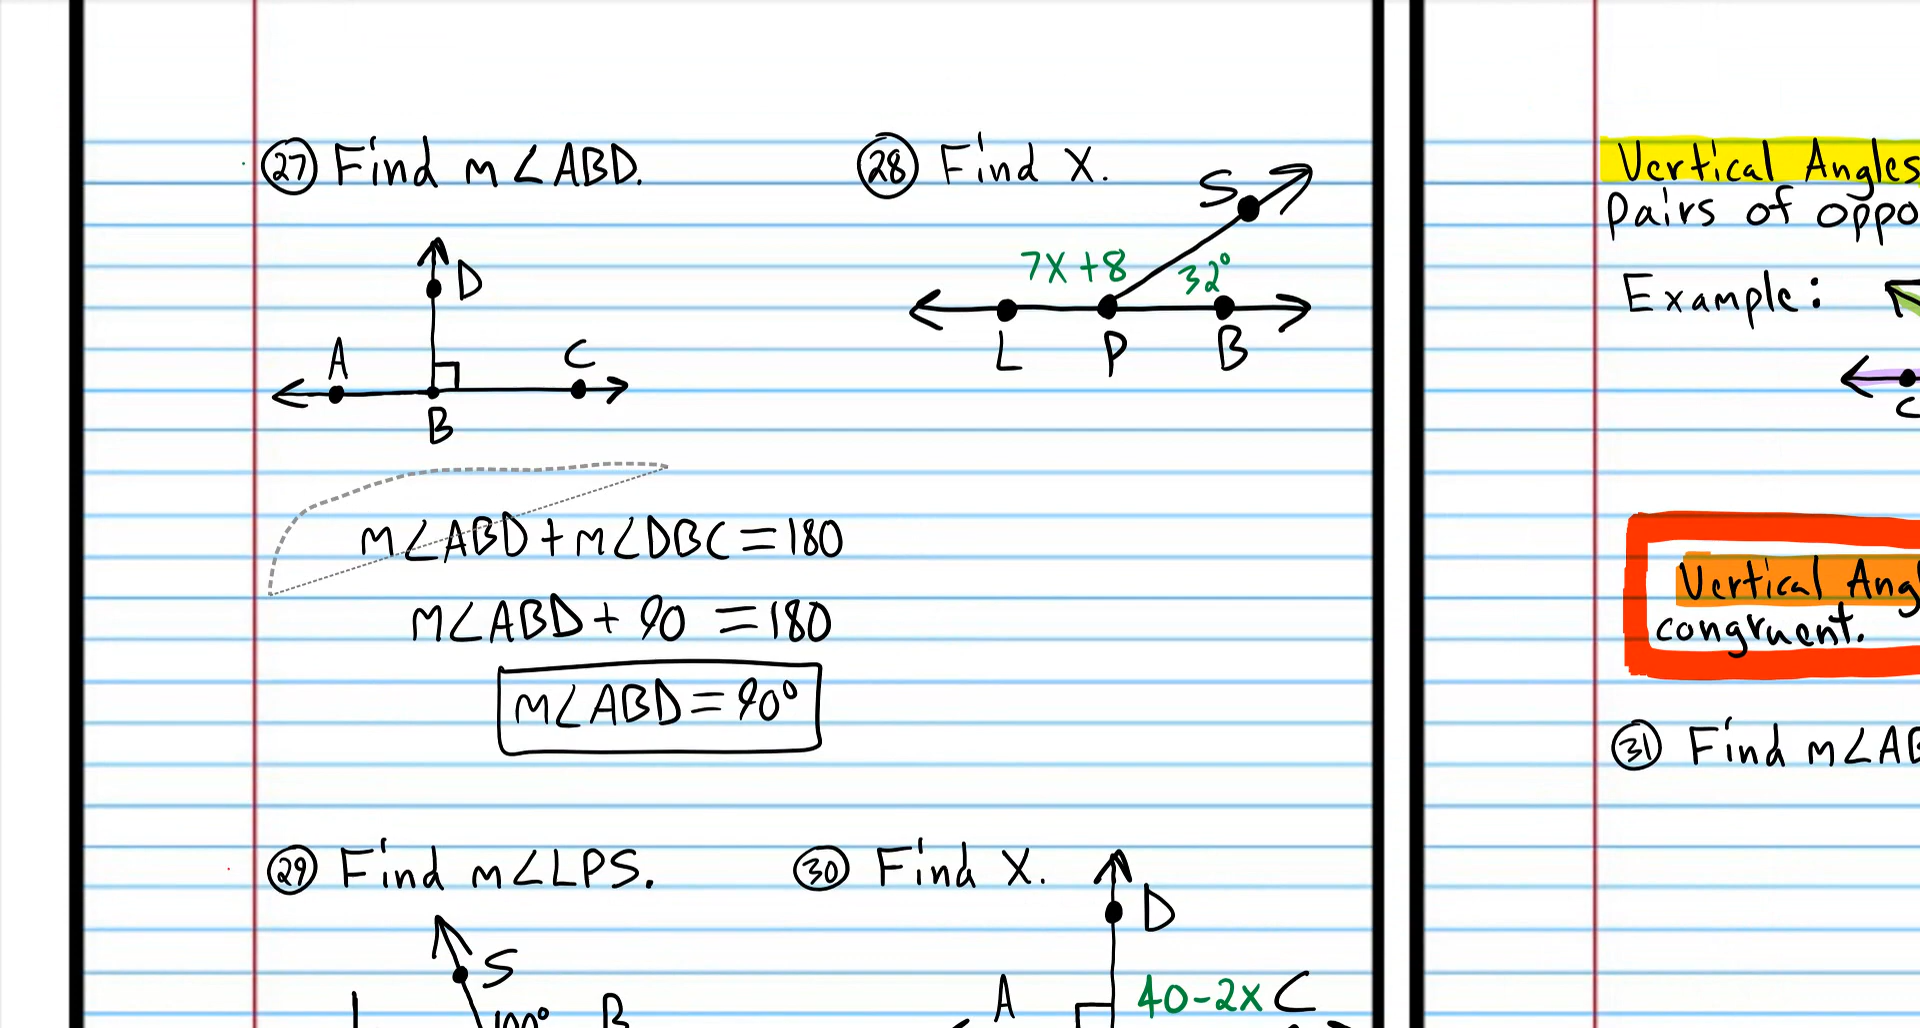 27 Find m∠ABD.
D
A
C
B
m∠ABD + m∠DBC = 180
m∠ABD + 90 = 180
m∠ABD = 90°
28 Find X.
S
7X+8
32°
L P B
29 Find m∠LPS.
S
B
30 Find X.
D
A
40-2X
C
Vertical Angles
Pairs of oppo
Example:
C
Vertical Ang
congruent.
31 Find m∠AB